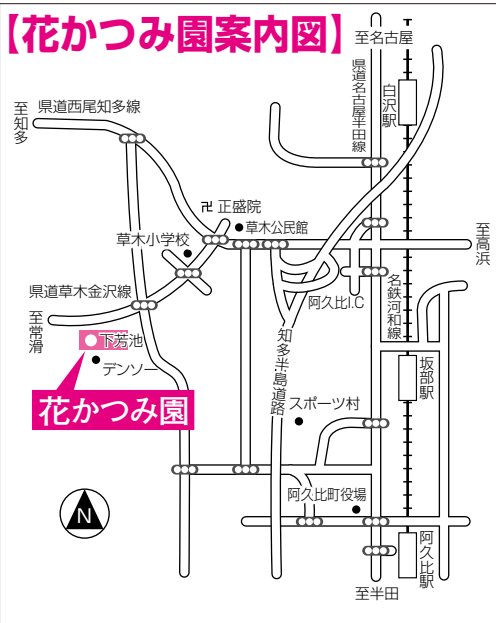 【花かつみ園案内図】
至名古屋
県道名古屋半田線
白沢駅
至知多
県道西尾知多線
卍 正盛院
草木公民館
草木小学校
至高浜
県道草木金沢線
阿久比I.C
名鉄河和線
至常滑
下芳池
デンソー
知多半島道路
坂部駅
花かつみ園
スポーツ村
阿久比町役場
N
阿久比駅
至半田